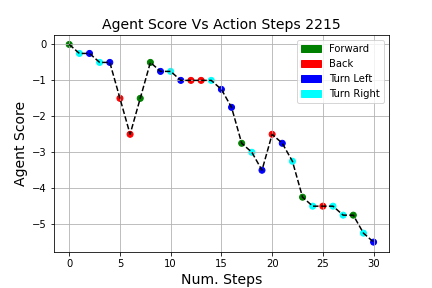 Agent Score Vs Action Steps 2215
Forward
Back
Turn Left
Turn Right
Agent Score
0
−1
−2
−3
−4
−5
0 5 10 15 20 25 30
Num. Steps